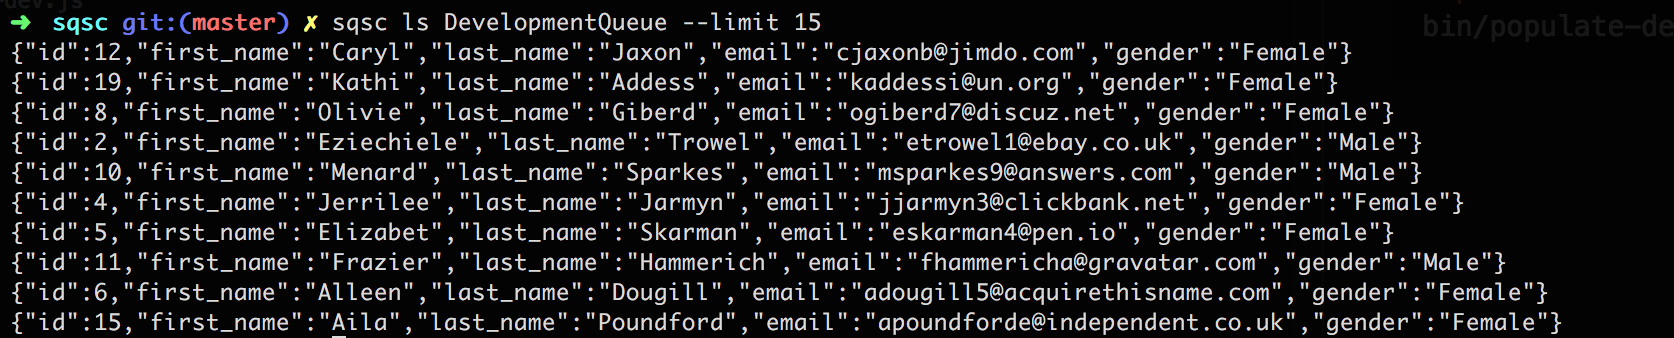 -dev.js
➜ sqsc git:(master) ✗ sqsc ls DevelopmentQueue --limit 15
bin/populate-de
{"id":12,"first_name":"Caryl","last_name":"Jaxon","email":"cjaxonb@jimdo.com","gender":"Female"}
{"id":19,"first_name":"Kathi","last_name":"Addess","email":"kaddessi@un.org","gender":"Female"}
{"id":8,"first_name":"Olivie","last_name":"Giberd","email":"ogiberd7@discuz.net","gender":"Female"}
{"id":2,"first_name":"Eziechiele","last_name":"Trowel","email":"etrowel1@ebay.co.uk","gender":"Male"}
{"id":10,"first_name":"Menard","last_name":"Sparkes","email":"msparkes9@answers.com","gender":"Male"}
{"id":4,"first_name":"Jerrilee","last_name":"Jarmyn","email":"jjarmyn3@clickbank.net","gender":"Female"}
{"id":5,"first_name":"Elizabet","last_name":"Skarman","email":"eskarman4@pen.io","gender":"Female"}
{"id":11,"first_name":"Frazier","last_name":"Hammerich","email":"fhammericha@gravatar.com","gender":"Male"}
{"id":6,"first_name":"Alleen","last_name":"Dougill","email":"adougill5@acquirethisname.com","gender":"Female"}
{"id":15,"first_name":"Aila","last_name":"Poundford","email":"apoundforde@independent.co.uk","gender":"Female"}